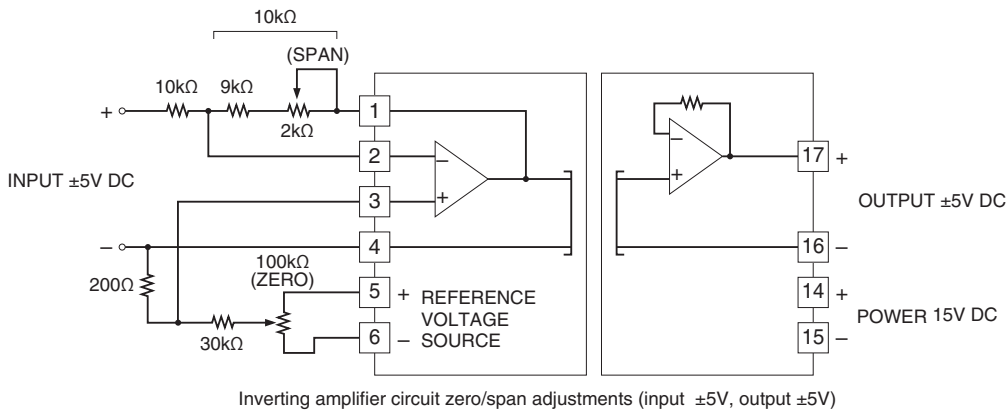 10kΩ
(SPAN)
10kΩ
9kΩ
2kΩ
+
1
2
−
3
+
4
−
INPUT ±5V DC
200Ω
100kΩ
(ZERO)
30kΩ
5
+
6
−
REFERENCE
VOLTAGE
SOURCE
−
+
17
+
OUTPUT ±5V DC
16
−
14
+
POWER 15V DC
15
−
Inverting amplifier circuit zero/span adjustments (input ±5V, output ±5V)